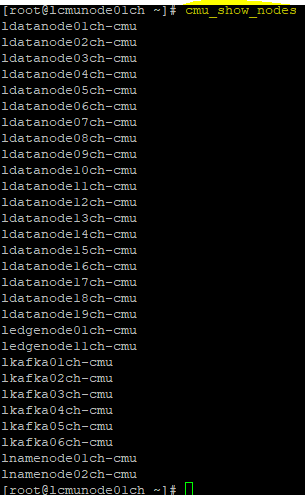 [root@lcmunode01ch ~]# cmu_show_nodes
ldatanode01ch-cmu
ldatanode02ch-cmu
ldatanode03ch-cmu
ldatanode04ch-cmu
ldatanode05ch-cmu
ldatanode06ch-cmu
ldatanode07ch-cmu
ldatanode08ch-cmu
ldatanode09ch-cmu
ldatanode10ch-cmu
ldatanode11ch-cmu
ldatanode12ch-cmu
ldatanode13ch-cmu
ldatanode14ch-cmu
ldatanode15ch-cmu
ldatanode16ch-cmu
ldatanode17ch-cmu
ldatanode18ch-cmu
ldatanode19ch-cmu
ledgenode01ch-cmu
ledgenode11ch-cmu
lkafka01ch-cmu
lkafka02ch-cmu
lkafka03ch-cmu
lkafka04ch-cmu
lkafka05ch-cmu
lkafka06ch-cmu
lnamenode01ch-cmu
lnamenode02ch-cmu
[root@lcmunode01ch ~]#